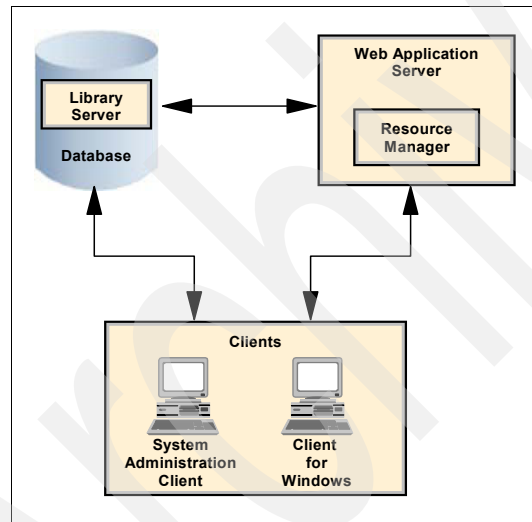 Library
Server
Database
Web Application
Server
Resource
Manager
Clients
System
Administration
Client
Client
for
Windows